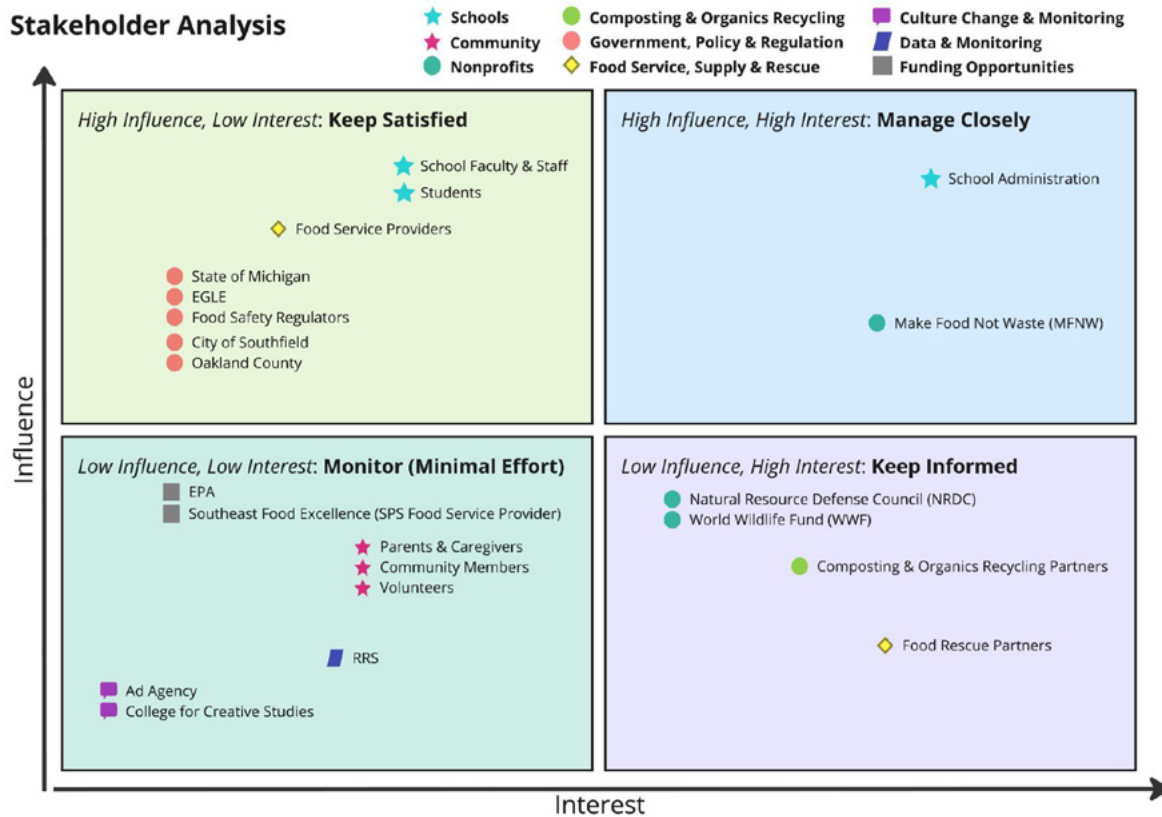 Stakeholder Analysis
Schools
Community
Nonprofits
Composting & Organics Recycling
Government, Policy & Regulation
Food Service, Supply & Rescue
Culture Change & Monitoring
Data & Monitoring
Funding Opportunities
Influence
High Influence, Low Interest: Keep Satisfied
School Faculty & Staff
Students
Food Service Providers
State of Michigan
EGLE
Food Safety Regulators
City of Southfield
Oakland County
High Influence, High Interest: Manage Closely
School Administration
Make Food Not Waste (MFNW)
Low Influence, Low Interest: Monitor (Minimal Effort)
EPA
Southeast Food Excellence (SPS Food Service Provider)
Parents & Caregivers
Community Members
Volunteers
RRS
Ad Agency
College for Creative Studies
Low Influence, High Interest: Keep Informed
Natural Resource Defense Council (NRDC)
World Wildlife Fund (WWF)
Composting & Organics Recycling Partners
Food Rescue Partners
Interest